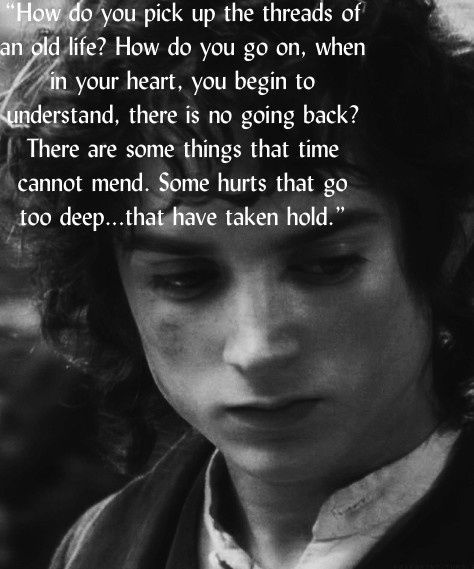 “How do you pick up the threads of
an old life? How do you go on, when
in your heart, you begin to
understand, there is no going back?
There are some things that time
cannot mend. Some hurts that go
too deep...that have taken hold.”